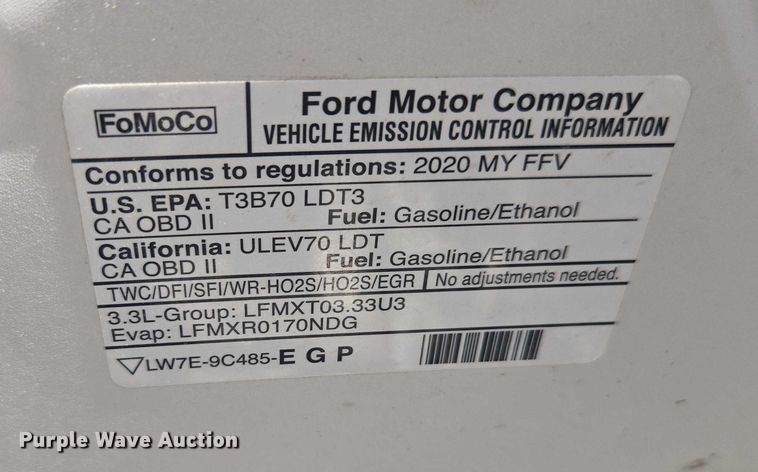 FoMoCo
Ford Motor Company
VEHICLE EMISSION CONTROL INFORMATION
Conforms to regulations: 2020 MY FFV
U.S. EPA: T3B70 LDT3
CA OBD II Fuel: Gasoline/Ethanol
California: ULEV70 LDT
CA OBD II Fuel: Gasoline/Ethanol
TWC/DFI/SFI/WR-HO2S/HO2S/EGR No adjustments needed.
3.3L-Group: LFMXT03.33U3
Evap: LFMXR0170NDG
LW7E-9C485-E G P
Purple Wave Auction